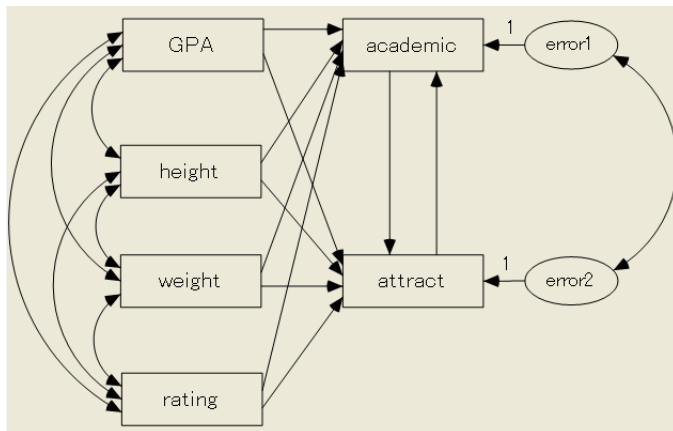 GPA
academic
1
error1
height
weight
attract
1
error2
rating